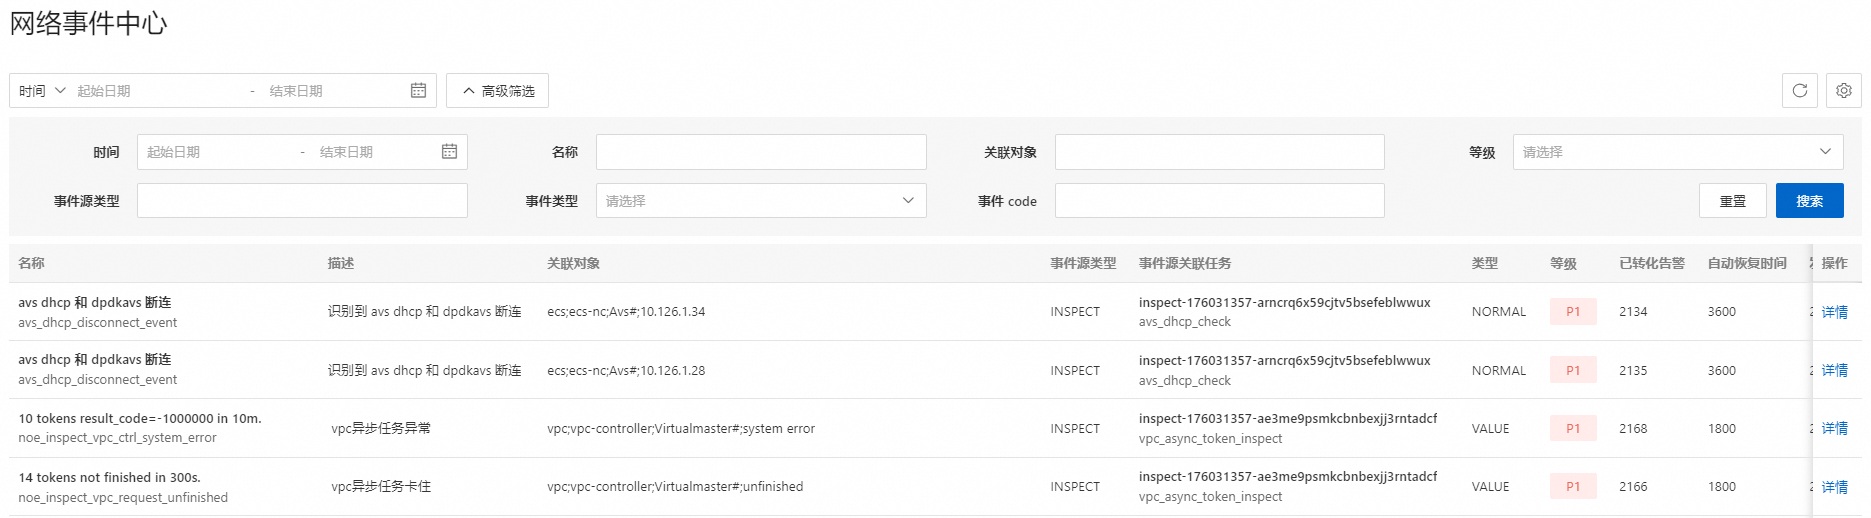 网络事件中心
时间 起始日期 - 结束日期 高级筛选
时间 起始日期 - 结束日期 名称 关联对象 等级 请选择
事件源类型 事件类型 请选择 事件 code 重置 搜索
名称 描述 关联对象 事件源类型 事件源关联任务 类型 等级 已转化告警 自动恢复时间 操作
avs dhcp 和 dpdkavs 断连 inspect-176031357-arncrq6x59cjtv5bsefeblwwux
识别到 avs dhcp 和 dpdkavs 断连 ecs;ecs-nc;Avs#;10.126.1.34 INSPECT NORMAL P1 2134 3600 详情
avs_dhcp_disconnect_event avs_dhcp_check
avs dhcp 和 dpdkavs 断连 inspect-176031357-arncrq6x59cjtv5bsefeblwwux
识别到 avs dhcp 和 dpdkavs 断连 ecs;ecs-nc;Avs#;10.126.1.28 INSPECT NORMAL P1 2135 3600 详情
avs_dhcp_disconnect_event avs_dhcp_check
10 tokens result_code=-1000000 in 10m. inspect-176031357-ae3me9psmkcbnbexjj3rntadcf
vpc异步任务异常 vpc;vpc-controller;Virtualmaster#;system error INSPECT VALUE P1 2168 1800 详情
noe_inspect_vpc_ctrl_system_error vpc_async_token_inspect
14 tokens not finished in 300s. inspect-176031357-ae3me9psmkcbnbexjj3rntadcf
vpc异步任务卡住 vpc;vpc-controller;Virtualmaster#;unfinished INSPECT VALUE P1 2166 1800 详情
noe_inspect_vpc_request_unfinished vpc_async_token_inspect